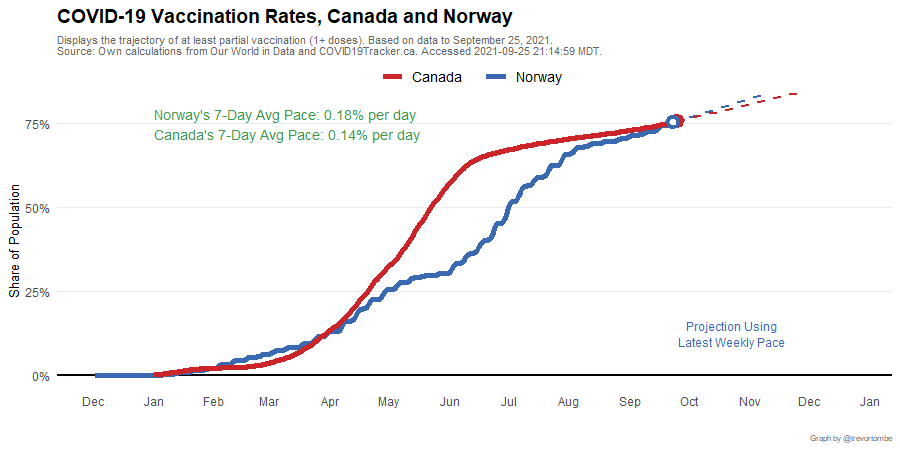 COVID-19 Vaccination Rates, Canada and Norway
Displays the trajectory of at least partial vaccination (1+ doses). Based on data to September 25, 2021.
Source: Own calculations from Our World in Data and COVID19Tracker.ca. Accessed 2021-09-25 21:14:59 MDT.
Canada Norway
Norway's 7-Day Avg Pace: 0.18% per day
Canada's 7-Day Avg Pace: 0.14% per day
75%
50%
25%
0%
Share of Population
Projection Using
Latest Weekly Pace
Dec Jan Feb Mar Apr May Jun Jul Aug Sep Oct Nov Dec Jan
Graph by @trevortombe